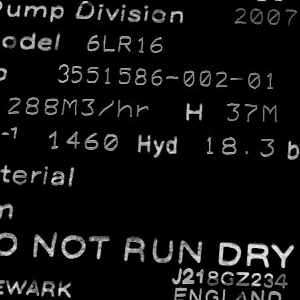 Pump Division 2007
odel 6LR16
o 3551586-002-01
288M3/hr H 37M
-1 1460 Hyd 18.3 b
terial
m
O NOT RUN DRY
EWARK J218GZ234
ENGLAND